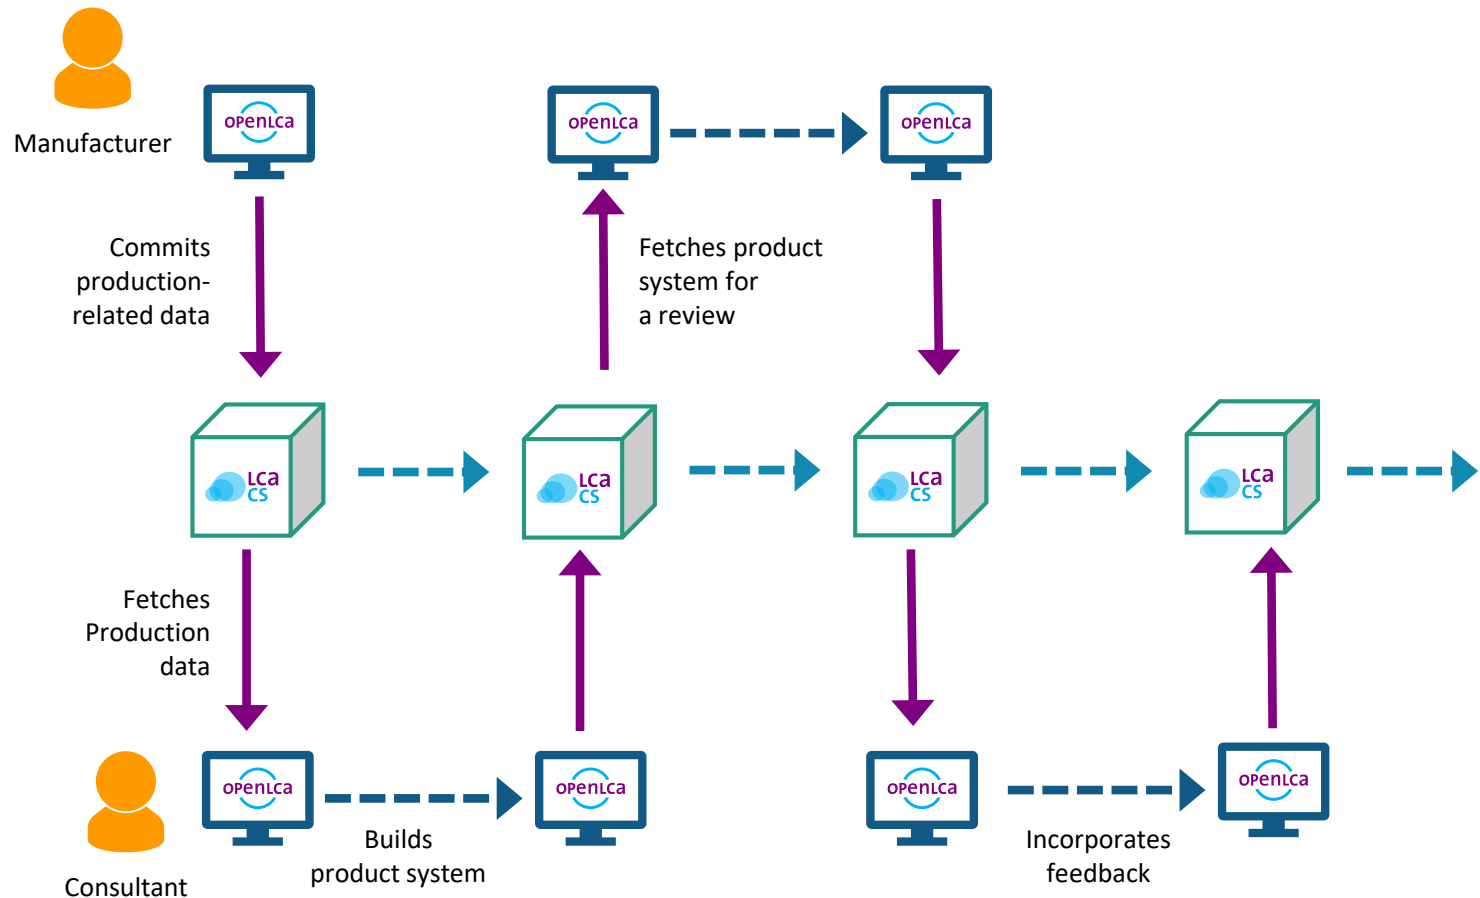 openLCa
openLCa
openLCa
Manufacturer
Commits
production-
related data
Fetches product
system for
a review
LCa
CS
LCa
CS
LCa
CS
LCa
CS
Fetches
Production
data
openLCa
openLCa
openLCa
openLCa
Builds
product system
Incorporates
feedback
Consultant